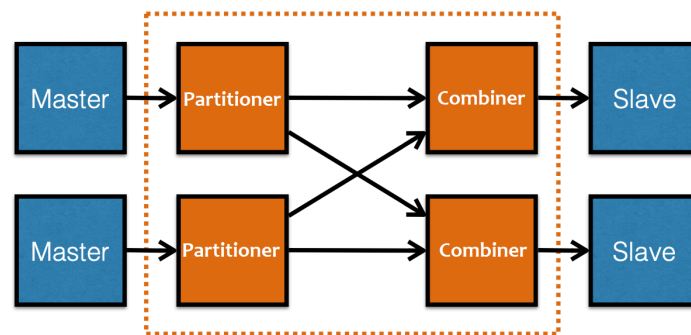 Master
Partitioner
Combiner
Slave
Master
Partitioner
Combiner
Slave